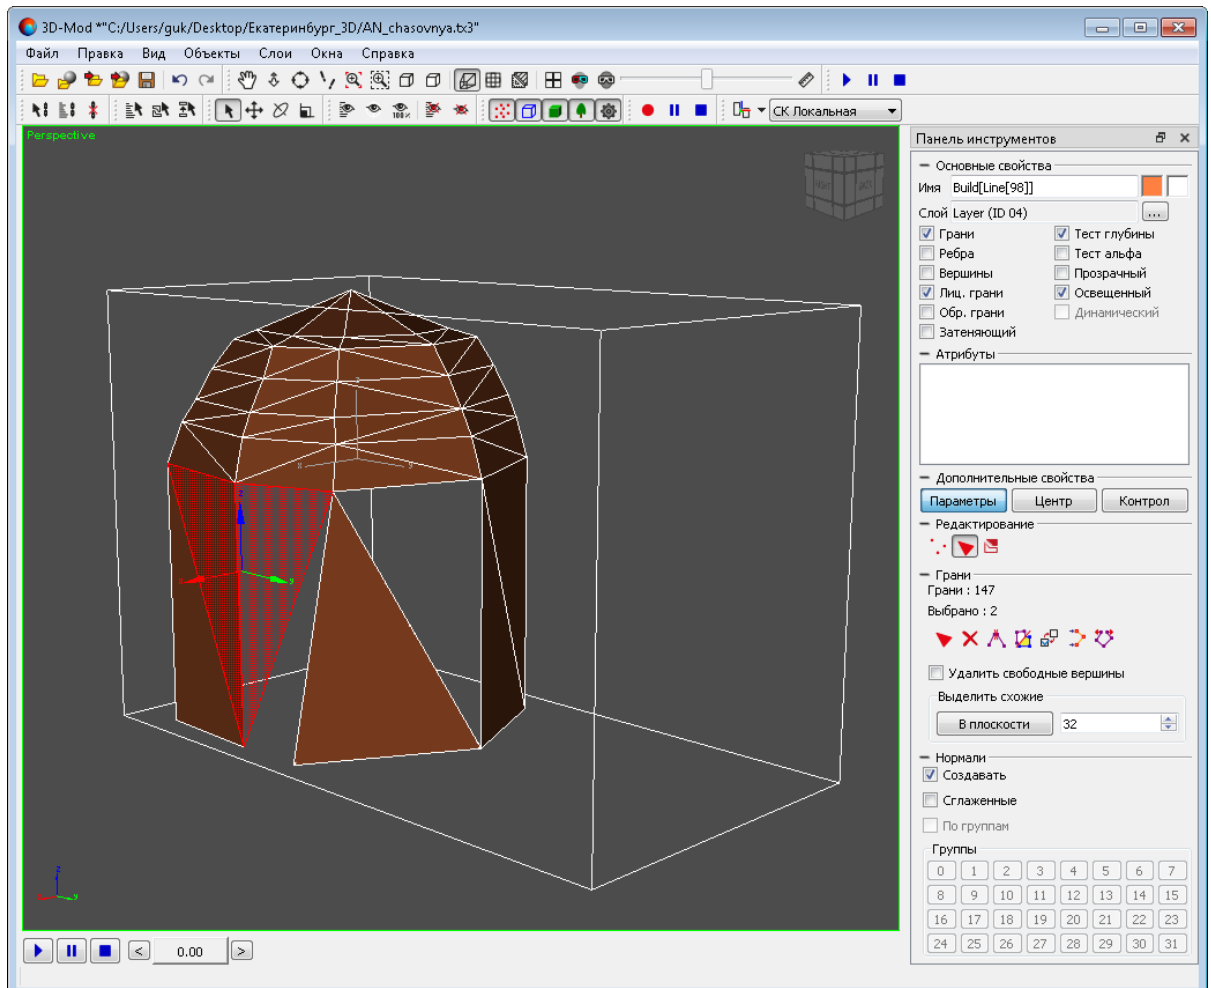 3D-Mod *"C:/Users/guk/Desktop/Екатеринбург_3D/AN_chasovnya.tx3"
Файл Правка Вид Объекты Слои Окна Справка
100%
СК Локальная
Perspective
Панель инструментов
Основные свойства
Имя Build[Line[98]]
Слой Layer (ID 04) ...
Грани Тест глубины
Ребра Тест альфа
Вершины Прозрачный
Лиц. грани Освещенный
Обр. грани Динамический
Затеняющий
Атрибуты
Дополнительные свойства
Параметры Центр Контрол
Редактирование
Грани
Грани : 147
Выбрано : 2
Удалить свободные вершины
Выделить схожие
В плоскости 32
Нормали
Создавать
Сглаженные
По группам
Группы
0 1 2 3 4 5 6 7
8 9 10 11 12 13 14 15
16 17 18 19 20 21 22 23
24 25 26 27 28 29 30 31
z
x y
z
x y
z
x y
< 0.00 >